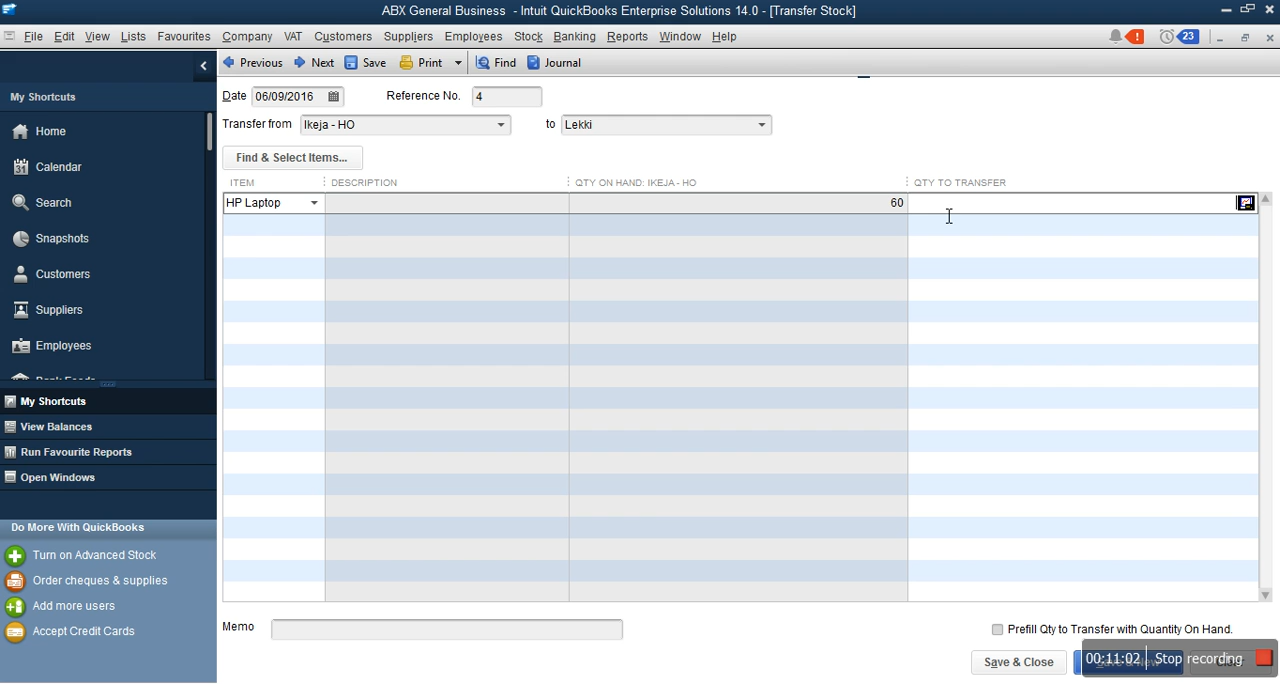 ABX General Business - Intuit QuickBooks Enterprise Solutions 14.0 - [Transfer Stock]
File Edit View Lists Favourites Company VAT Customers Suppliers Employees Stock Banking Reports Window Help ! 23
Previous Next Save Print Find Journal
My Shortcuts
Home
31 Calendar
Search
Snapshots
Customers
Suppliers
Employees
My Shortcuts
View Balances
Run Favourite Reports
Open Windows
Do More With QuickBooks
Turn on Advanced Stock
Order cheques & supplies
Add more users
Accept Credit Cards
Date 06/09/2016 Reference No. 4
Transfer from Ikeja - HO to Lekki
Find & Select Items...
ITEM DESCRIPTION QTY ON HAND: IKEJA - HO QTY TO TRANSFER
HP Laptop 60
Memo Prefill Qty to Transfer with Quantity On Hand.
Save & Close 00:11:02 Stop recording